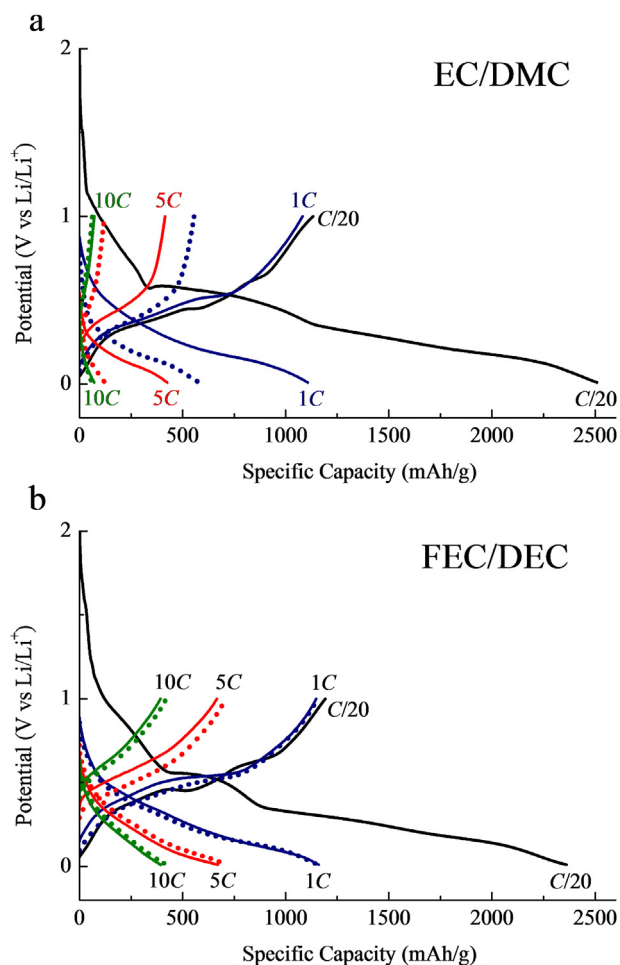 a
EC/DMC
2
1
0
Potential (V vs Li/Li⁺)
10C
5C
1C
C/20
10C
5C
1C
C/20
0
500
1000
1500
2000
2500
Specific Capacity (mAh/g)
b
FEC/DEC
2
1
0
Potential (V vs Li/Li⁺)
10C
5C
1C
C/20
10C
5C
1C
C/20
0
500
1000
1500
2000
2500
Specific Capacity (mAh/g)